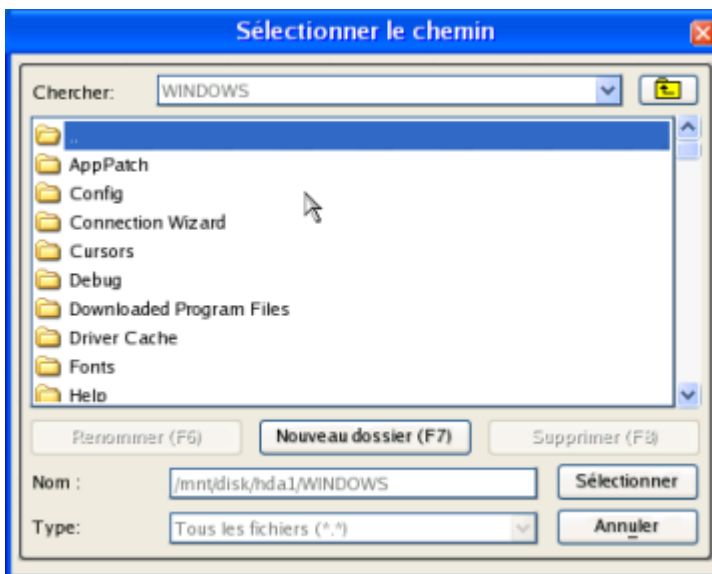 Sélectionner le chemin
Chercher: WINDOWS
..
AppPatch
Config
Connection Wizard
Cursors
Debug
Downloaded Program Files
Driver Cache
Fonts
Help
Renommer (F6) Nouveau dossier (F7) Supprimer (F8)
Nom : /mnt/disk/hda1/WINDOWS Sélectionner
Type: Tous les fichiers (*.*) Annuler